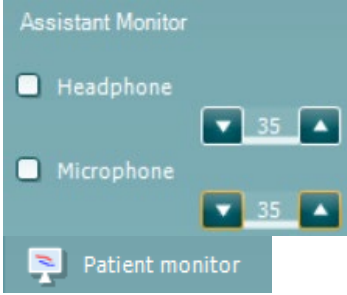 Assistant Monitor
Headphone
35
Microphone
35
Patient monitor